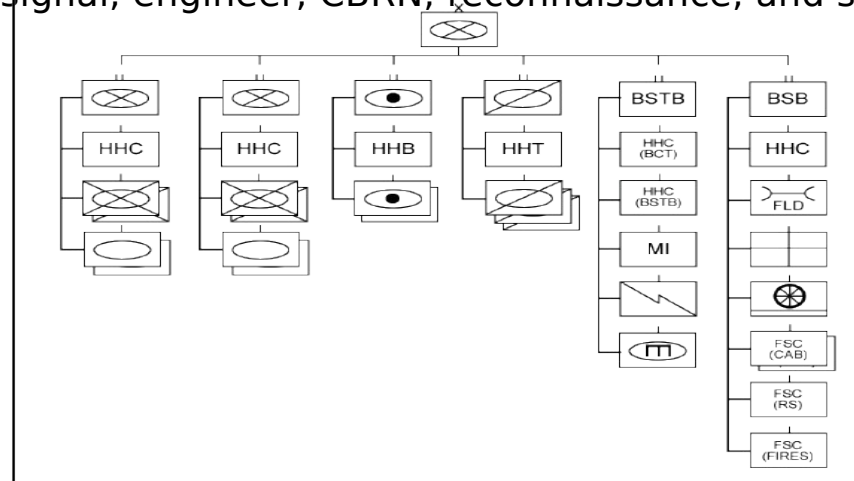 signal, engineer, CBRN, reconnaissance, and s
BSTB
BSB
HHC
HHC
HHB
HHT
HHC
(BCT)
HHC
HHC
(BSTB)
FLD
MI
FSC
(CAB)
FSC
(RS)
FSC
(FIRES)